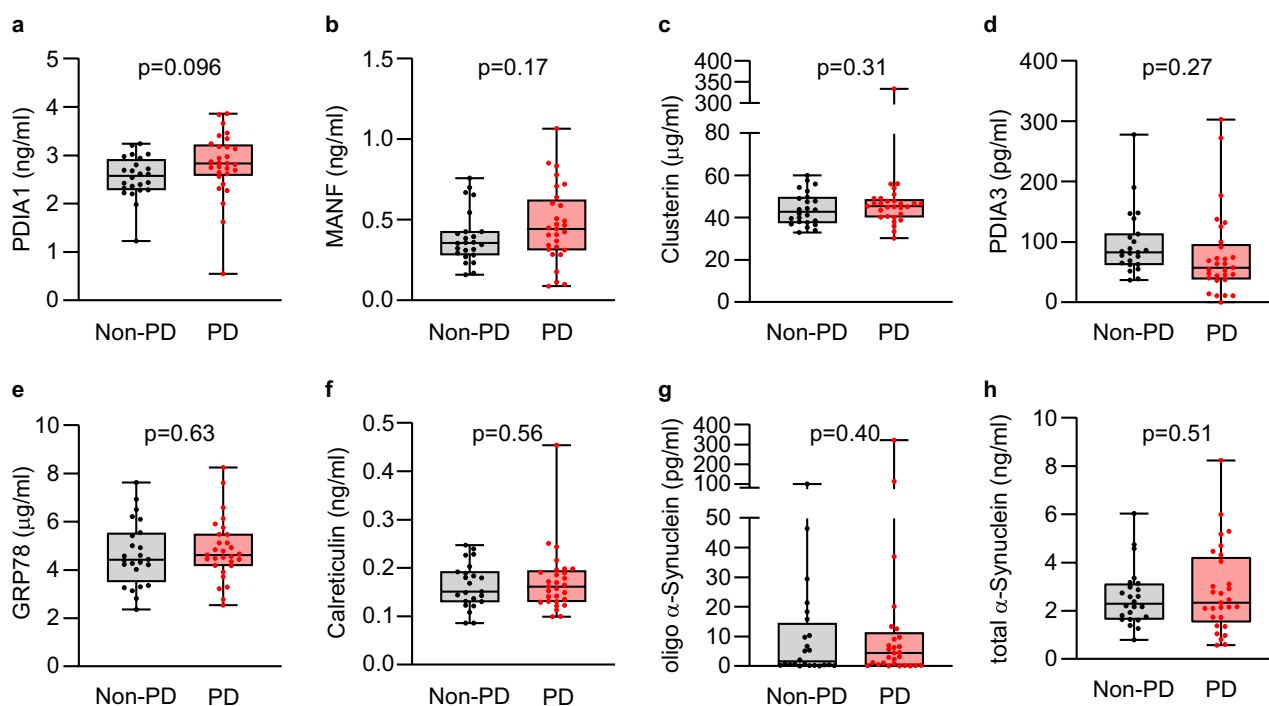 a
PDIA1 (ng/ml)
5
4
3
2
1
0
p=0.096
Non-PD PD
b
MANF (ng/ml)
1.5
1.0
0.5
0.0
p=0.17
Non-PD PD
c
Clusterin (μg/ml)
400
350
300
80
60
40
20
0
p=0.31
Non-PD PD
d
PDIA3 (pg/ml)
400
300
200
100
0
p=0.27
Non-PD PD
e
GRP78 (μg/ml)
10
8
6
4
2
0
p=0.63
Non-PD PD
f
Calreticulin (ng/ml)
0.5
0.4
0.3
0.2
0.1
0.0
p=0.56
Non-PD PD
g
oligo α-Synuclein (pg/ml)
400
300
200
100
50
40
30
20
10
0
p=0.40
Non-PD PD
h
total α-Synuclein (ng/ml)
10
8
6
4
2
0
p=0.51
Non-PD PD